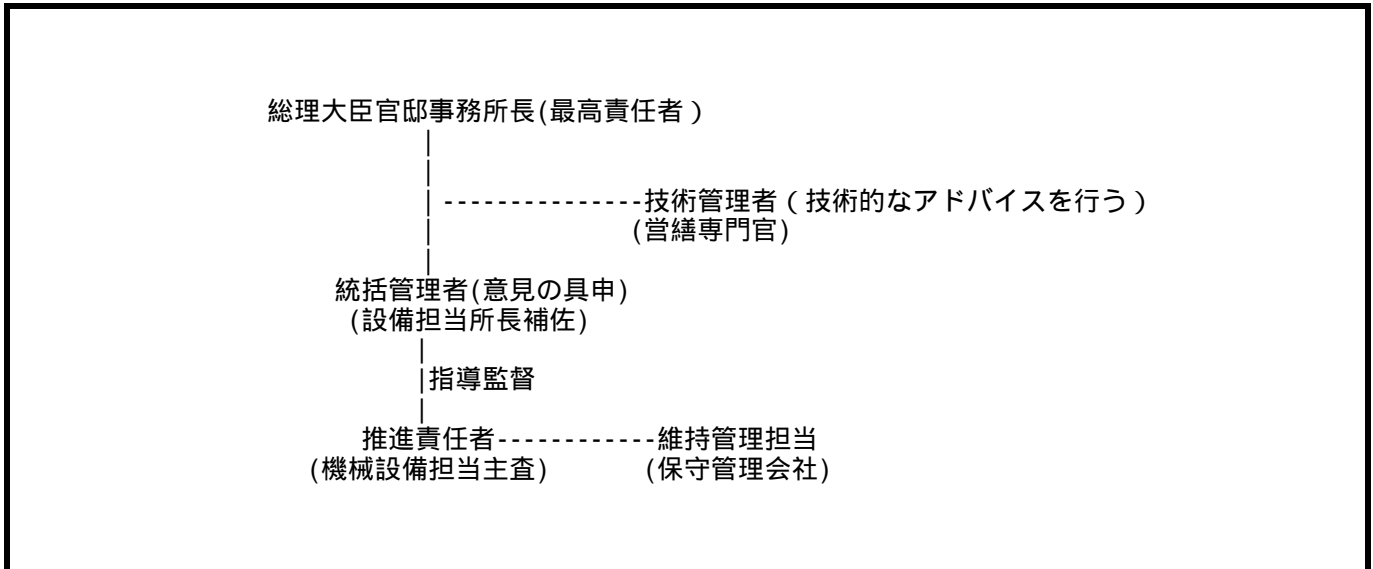 総理大臣官邸事務所長(最高責任者)
|
|
|---------------技術管理者(技術的なアドバイスを行う)
| (営繕専門官)
|
統括管理者(意見の具申)
(設備担当所長補佐)
|
|指導監督
|
推進責任者------------維持管理担当
(機械設備担当主査) (保守管理会社)